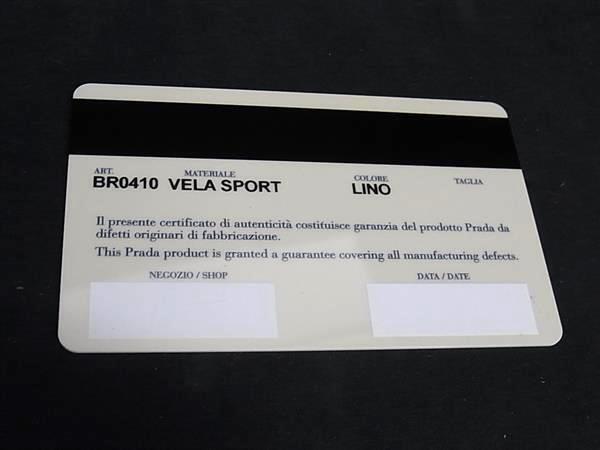 ART. MATERIALE COLORE TAGLIA
BR0410 VELA SPORT LINO
Il presente certificato di autenticità costituisce garanzia del prodotto Prada da
difetti originari di fabbricazione.
This Prada product is granted a guarantee covering all manufacturing defects.
NEGOZIO / SHOP DATA / DATE